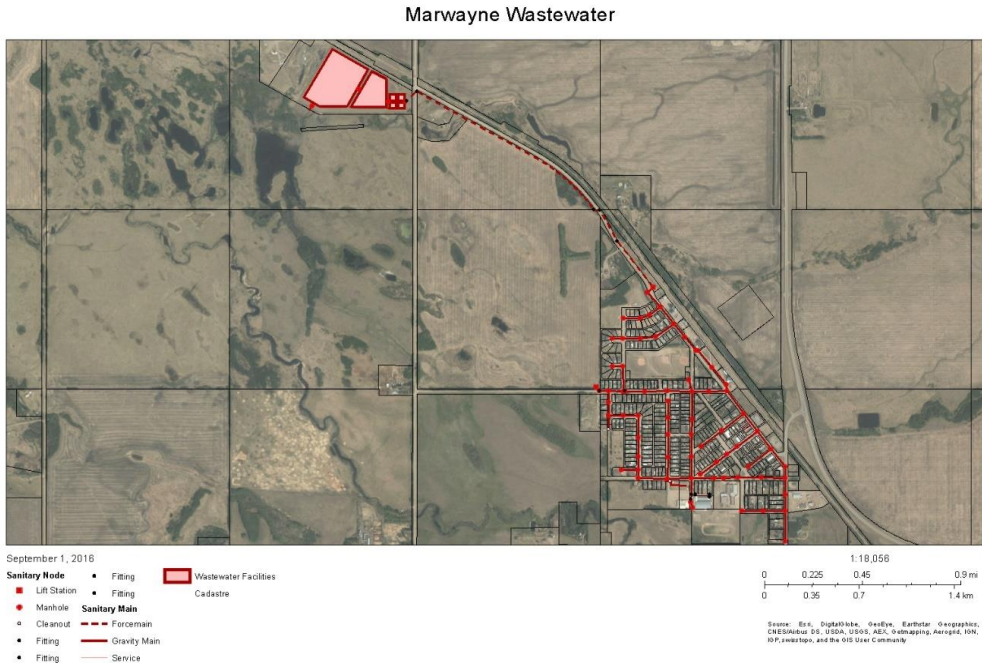 Marwayne Wastewater
September 1, 2016
Sanitary Node
Lift Station
Manhole
Cleanout
Fitting
Fitting
Fitting
Fitting
Sanitary Main
Forcemain
Gravity Main
Service
Wastewater Facilities
Cadastre
1:18,056
0 0.225 0.45 0.9 mi
0 0.35 0.7 1.4 km
Source: Esri, DigitalGlobe, GeoEye, Earthstar Geographics,
CNES/Airbus DS, USDA, USGS, AEX, Getmapping, Aerogrid, IGN,
IGP, swisstopo, and the GIS User Community